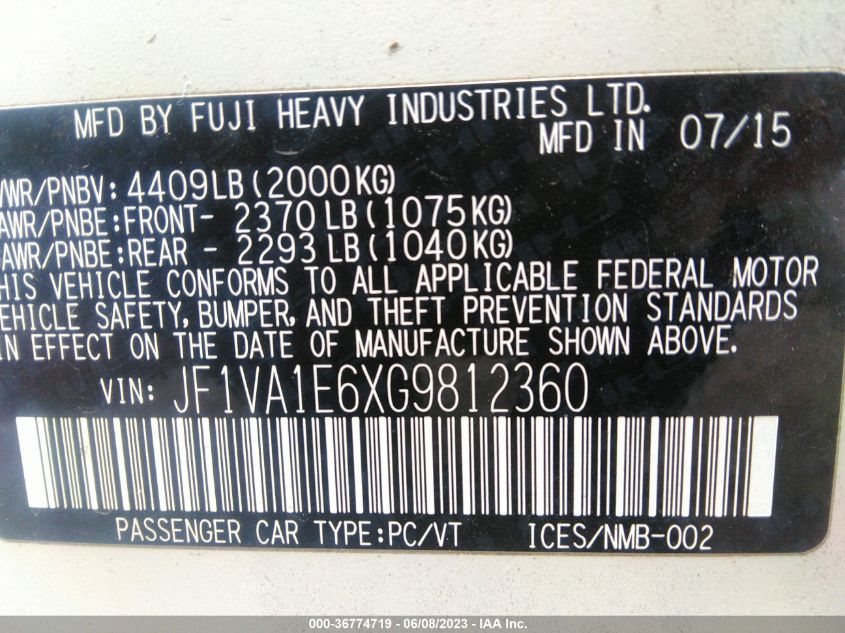 MFD BY FUJI HEAVY INDUSTRIES LTD.
MFD IN 07/15
VWR/PNBV: 4409LB (2000KG)
AWR/PNBE:FRONT- 2370 LB (1075KG)
AWR/PNBE:REAR - 2293 LB (1040KG)
HIS VEHICLE CONFORMS TO ALL APPLICABLE FEDERAL MOTOR
EHICLE SAFETY, BUMPER, AND THEFT PREVENTION STANDARDS
IN EFFECT ON THE DATE OF MANUFACTURE SHOWN ABOVE.
VIN: JF1VA1E6XG9812360
PASSENGER CAR TYPE:PC/VT ICES/NMB-002
000-36774719 - 06/08/2023 - IAA Inc.